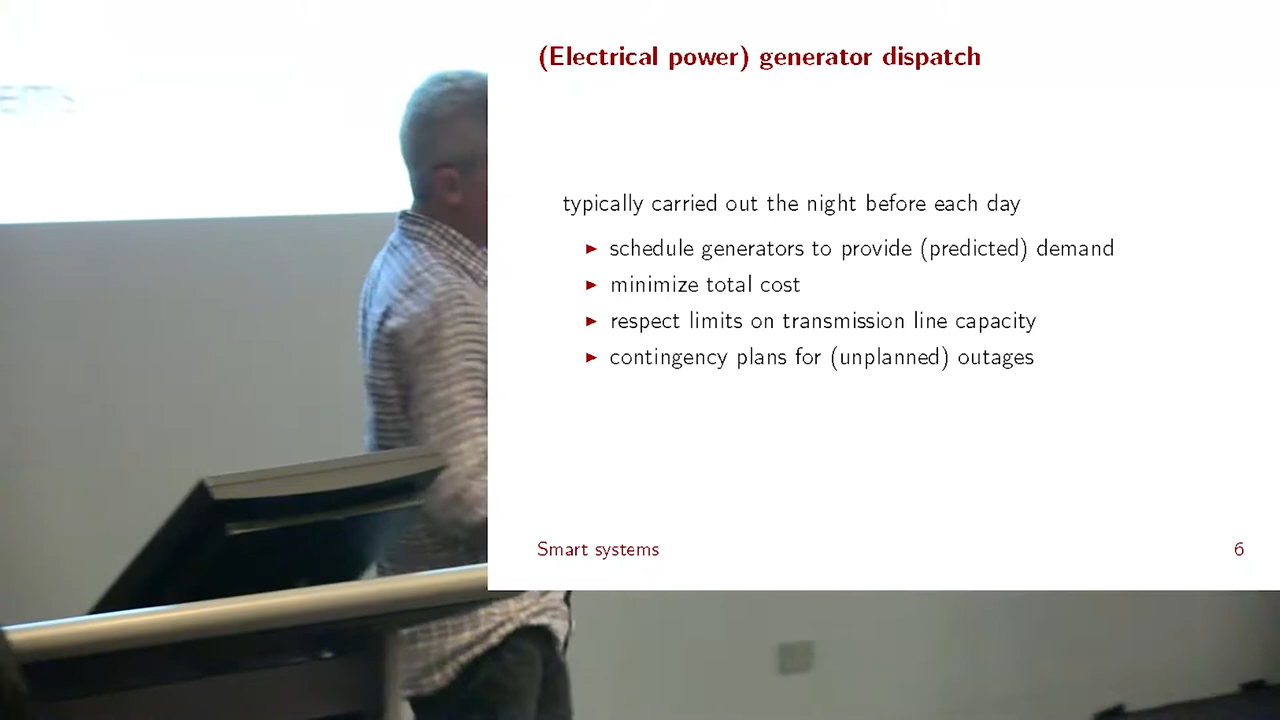 (Electrical power) generator dispatch
typically carried out the night before each day
▶ schedule generators to provide (predicted) demand
▶ minimize total cost
▶ respect limits on transmission line capacity
▶ contingency plans for (unplanned) outages
Smart systems
6